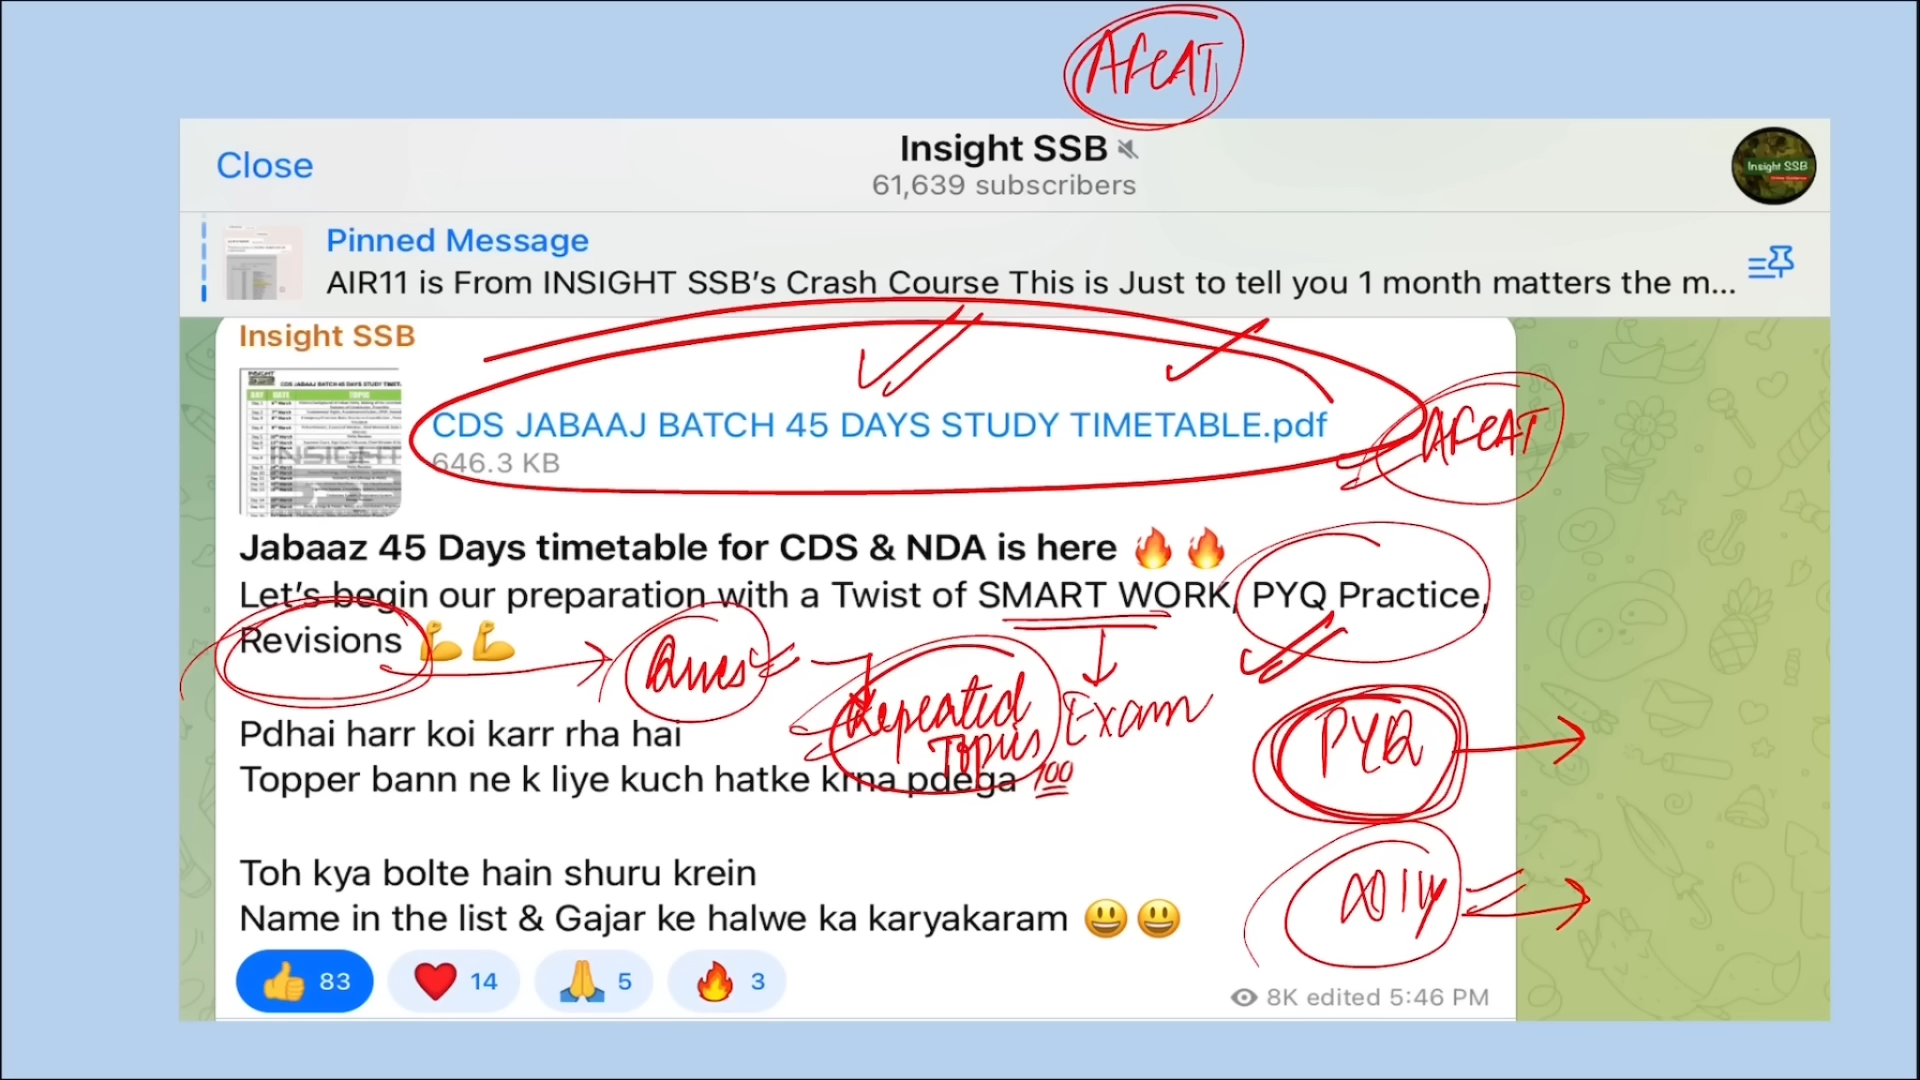 AFCAT
Close
Insight SSB
61,639 subscribers
Insight SSB
Pinned Message
AIR11 is From INSIGHT SSB's Crash Course This is Just to tell you 1 month matters the m...
Insight SSB
CDS JABAAJ BATCH 45 DAYS STUDY TIMETABLE.pdf
646.3 KB
AFCAT
Jabaaz 45 Days timetable for CDS & NDA is here 🔥🔥
Let's begin our preparation with a Twist of SMART WORK, PYQ Practice,
Revisions 💪💪
Ques
Repeated
Topics
Exam
PYQ
Pdhai harr koi karr rha hai
Topper bann ne k liye kuch hatke krna pdega 💯
Toh kya bolte hain shuru krein
Name in the list & Gajar ke halwe ka karyakaram 😃😃
👍 83 ❤️ 14 🙏 5 🔥 3
8K edited 5:46 PM